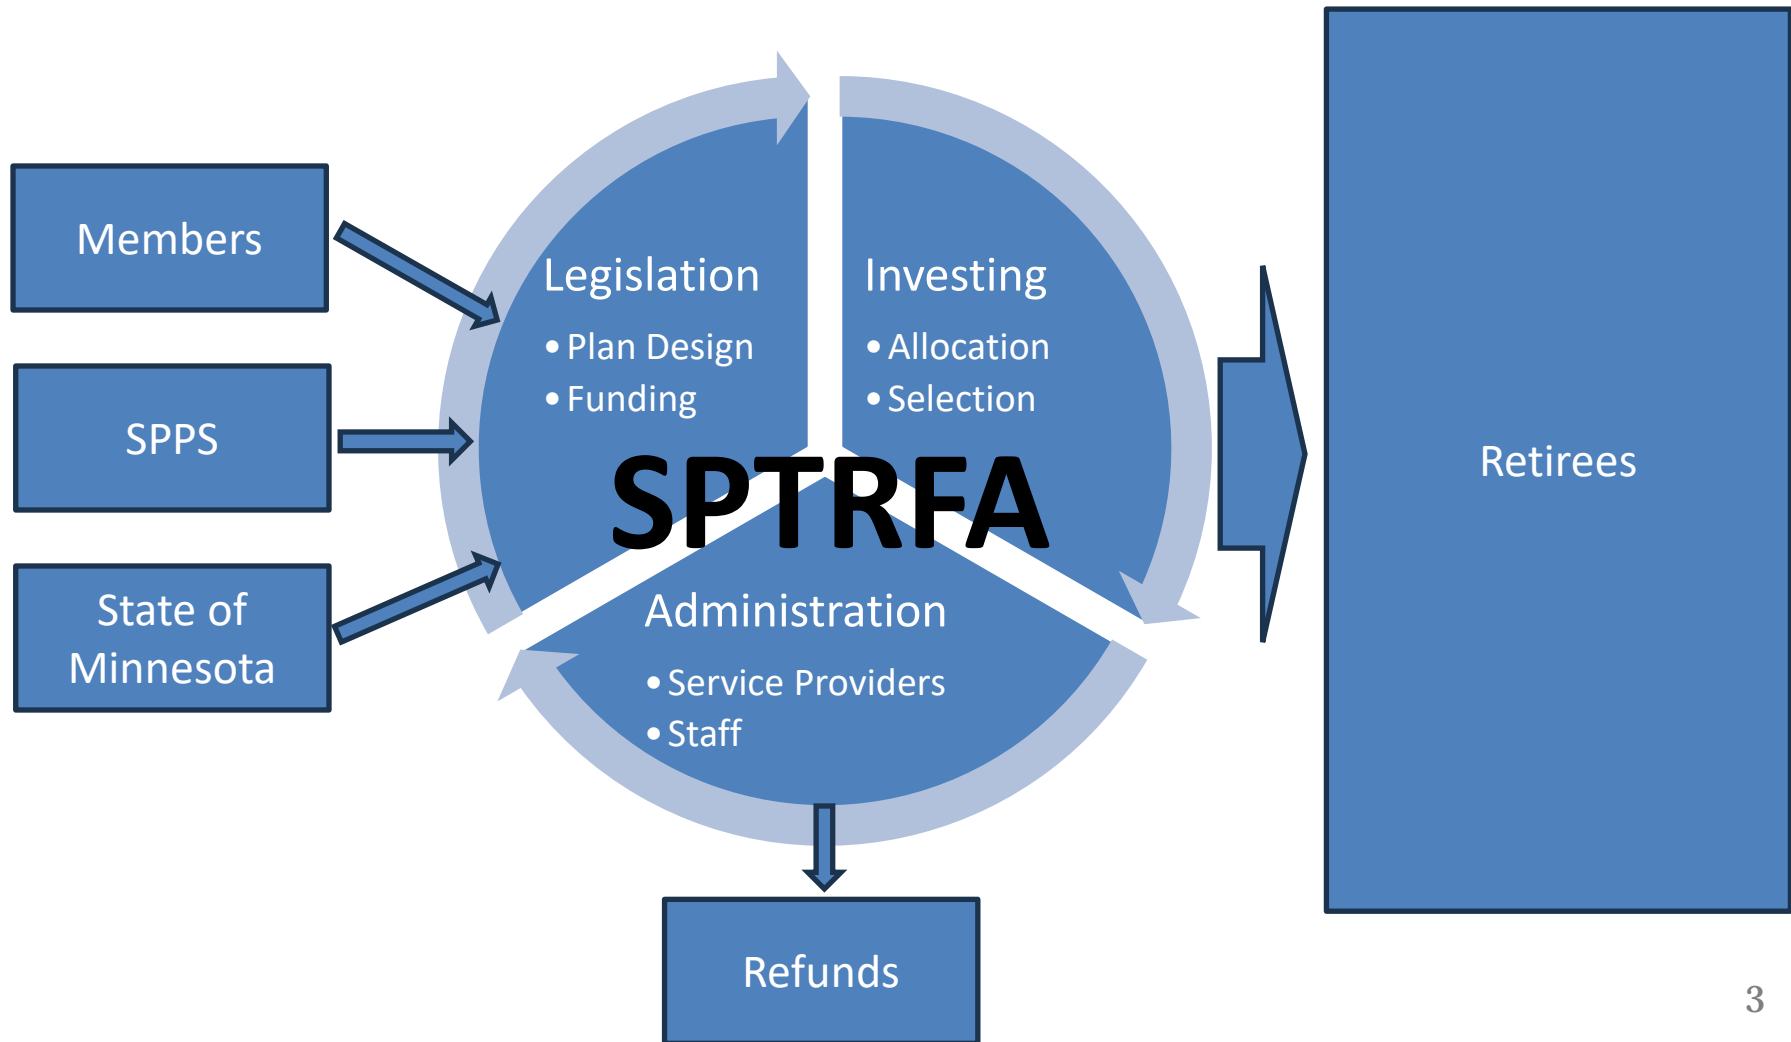 Members
SPPS
State of
Minnesota
Legislation
• Plan Design
• Funding
Investing
• Allocation
• Selection
SPTRFA
Administration
• Service Providers
• Staff
Refunds
Retirees
3